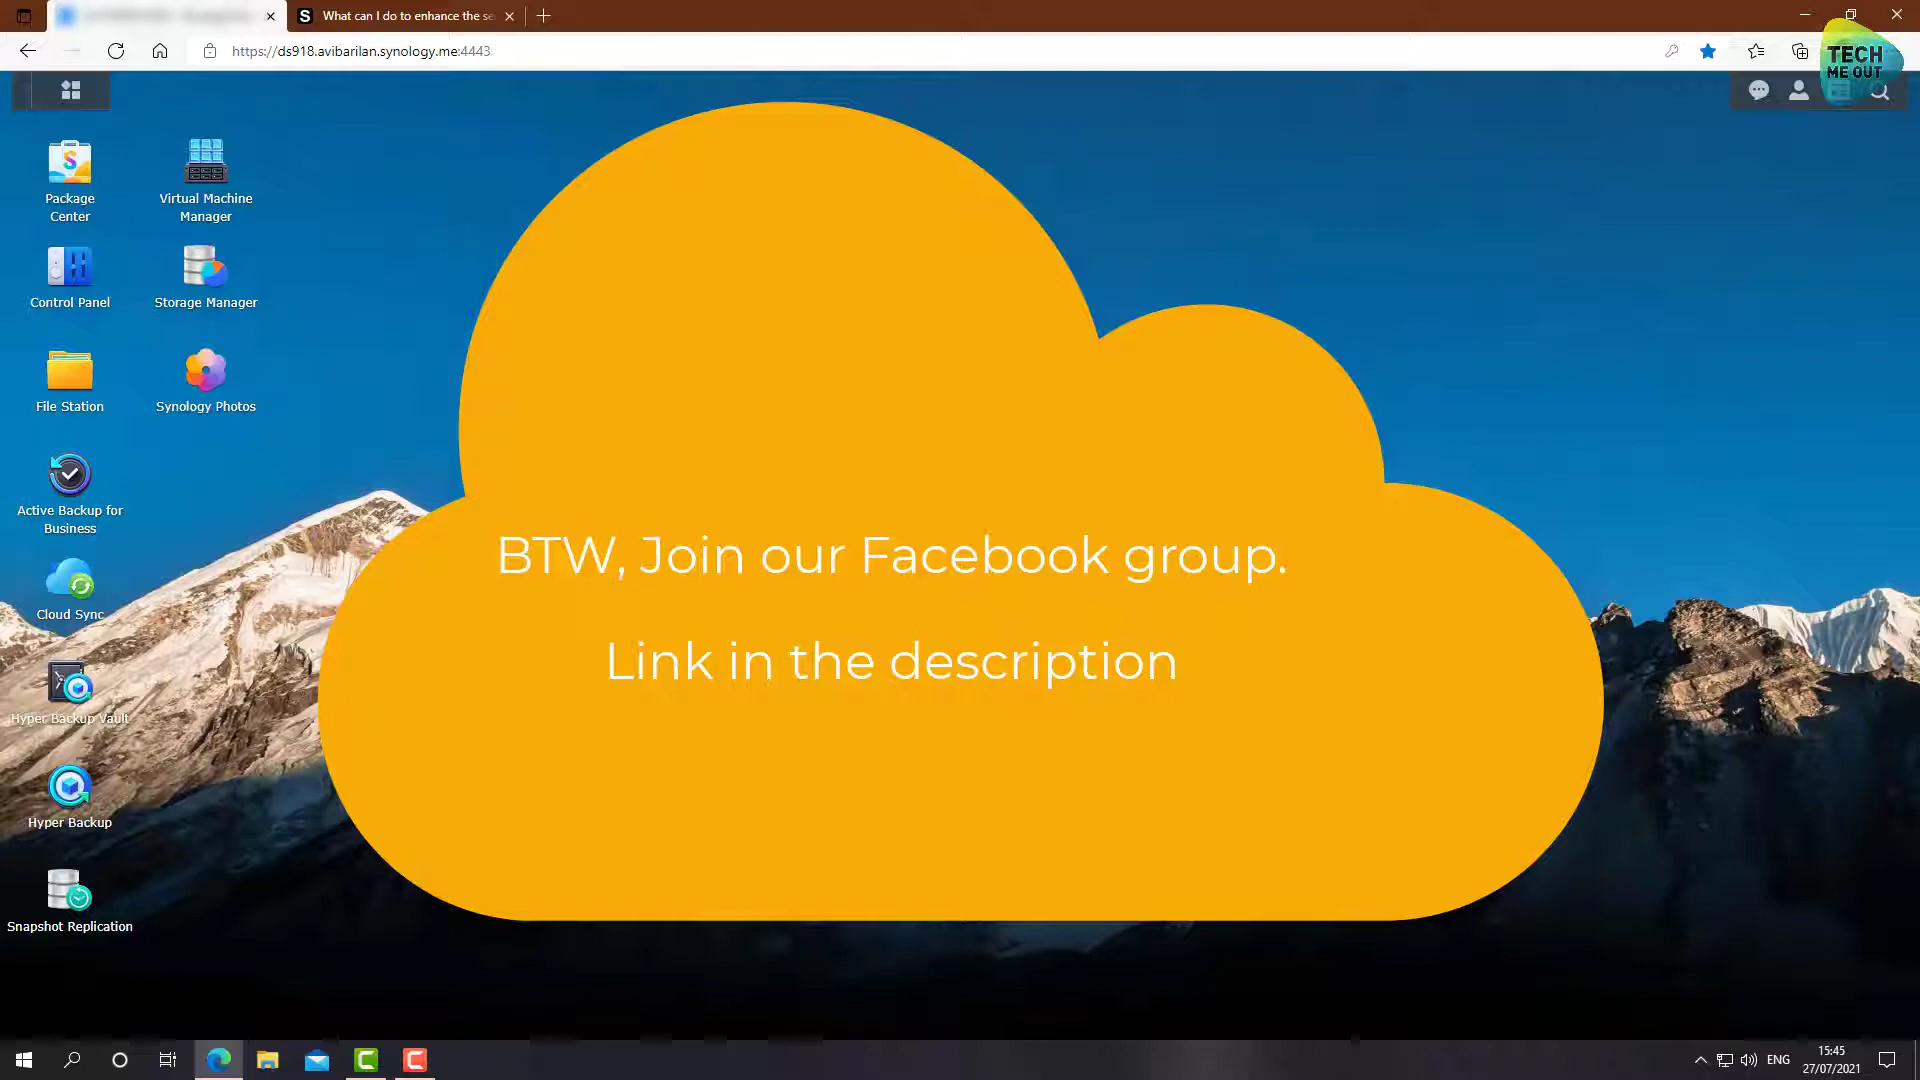 What can I do to enhance the se
https://ds918.avibarilan.synology.me:4443
TECH
ME OUT
Package
Center
Virtual Machine
Manager
Control Panel
Storage Manager
File Station
Synology Photos
Active Backup for
Business
Cloud Sync
Hyper Backup Vault
Hyper Backup
Snapshot Replication
BTW, Join our Facebook group.
Link in the description
ENG
15:45
27/07/2021